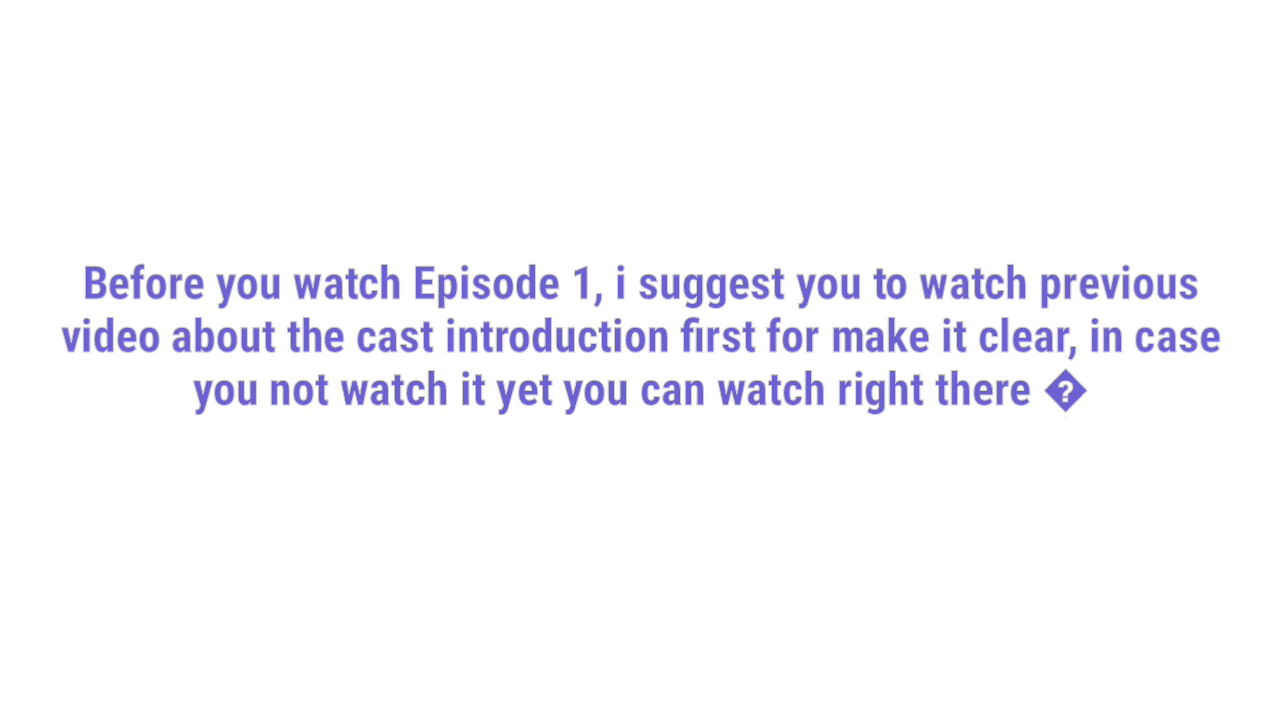 Before you watch Episode 1, i suggest you to watch previous
video about the cast introduction first for make it clear, in case
you not watch it yet you can watch right there �